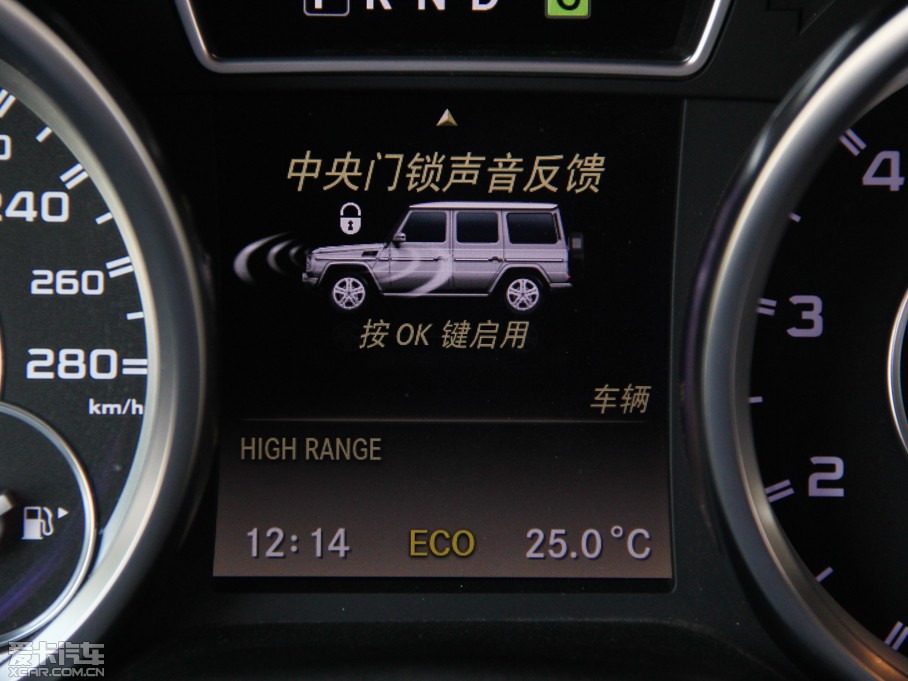 P R N D
中央门锁声音反馈
按 OK 键启用
车辆
HIGH RANGE
12:14 ECO 25.0°C
240
260
280
km/h
4
3
2
爱卡汽车
XCAR.COM.CN